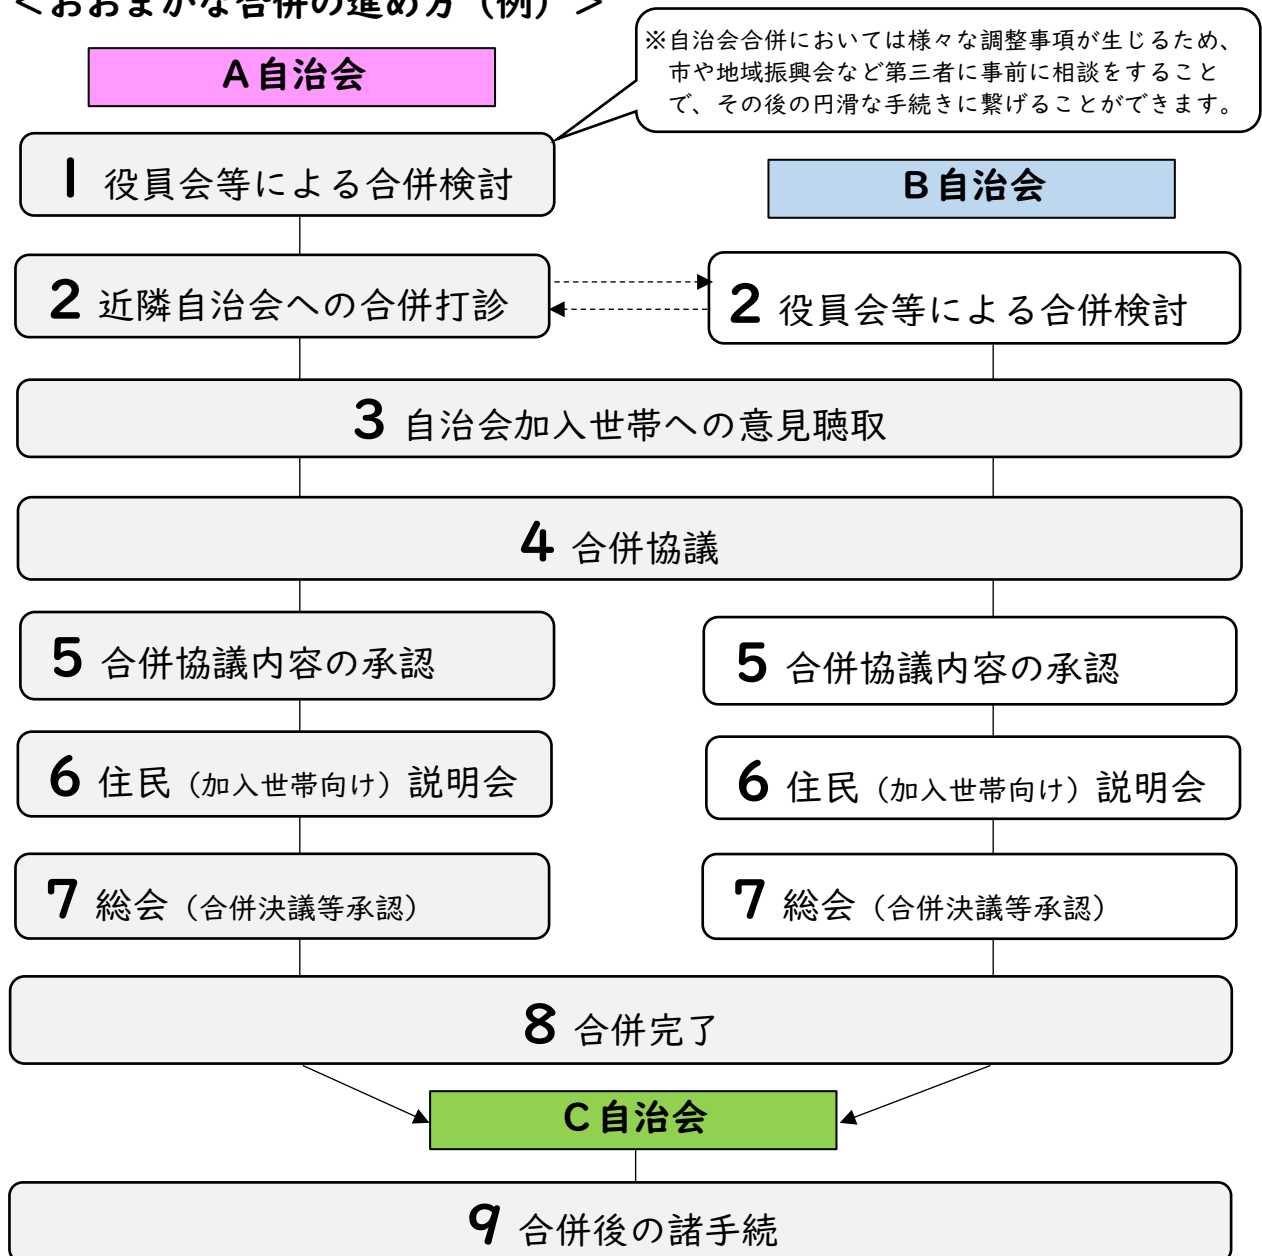 ＜おおまかな合併の進め方（例）＞
※自治会合併においては様々な調整事項が生じるため、
市や地域振興会など第三者に事前に相談をすること
で、その後の円滑な手続きに繋げることができます。
A自治会
1 役員会等による合併検討
B自治会
2 近隣自治会への合併打診
2 役員会等による合併検討
3 自治会加入世帯への意見聴取
4 合併協議
5 合併協議内容の承認
5 合併協議内容の承認
6 住民（加入世帯向け）説明会
6 住民（加入世帯向け）説明会
7 総会（合併決議等承認）
7 総会（合併決議等承認）
8 合併完了
C自治会
9 合併後の諸手続